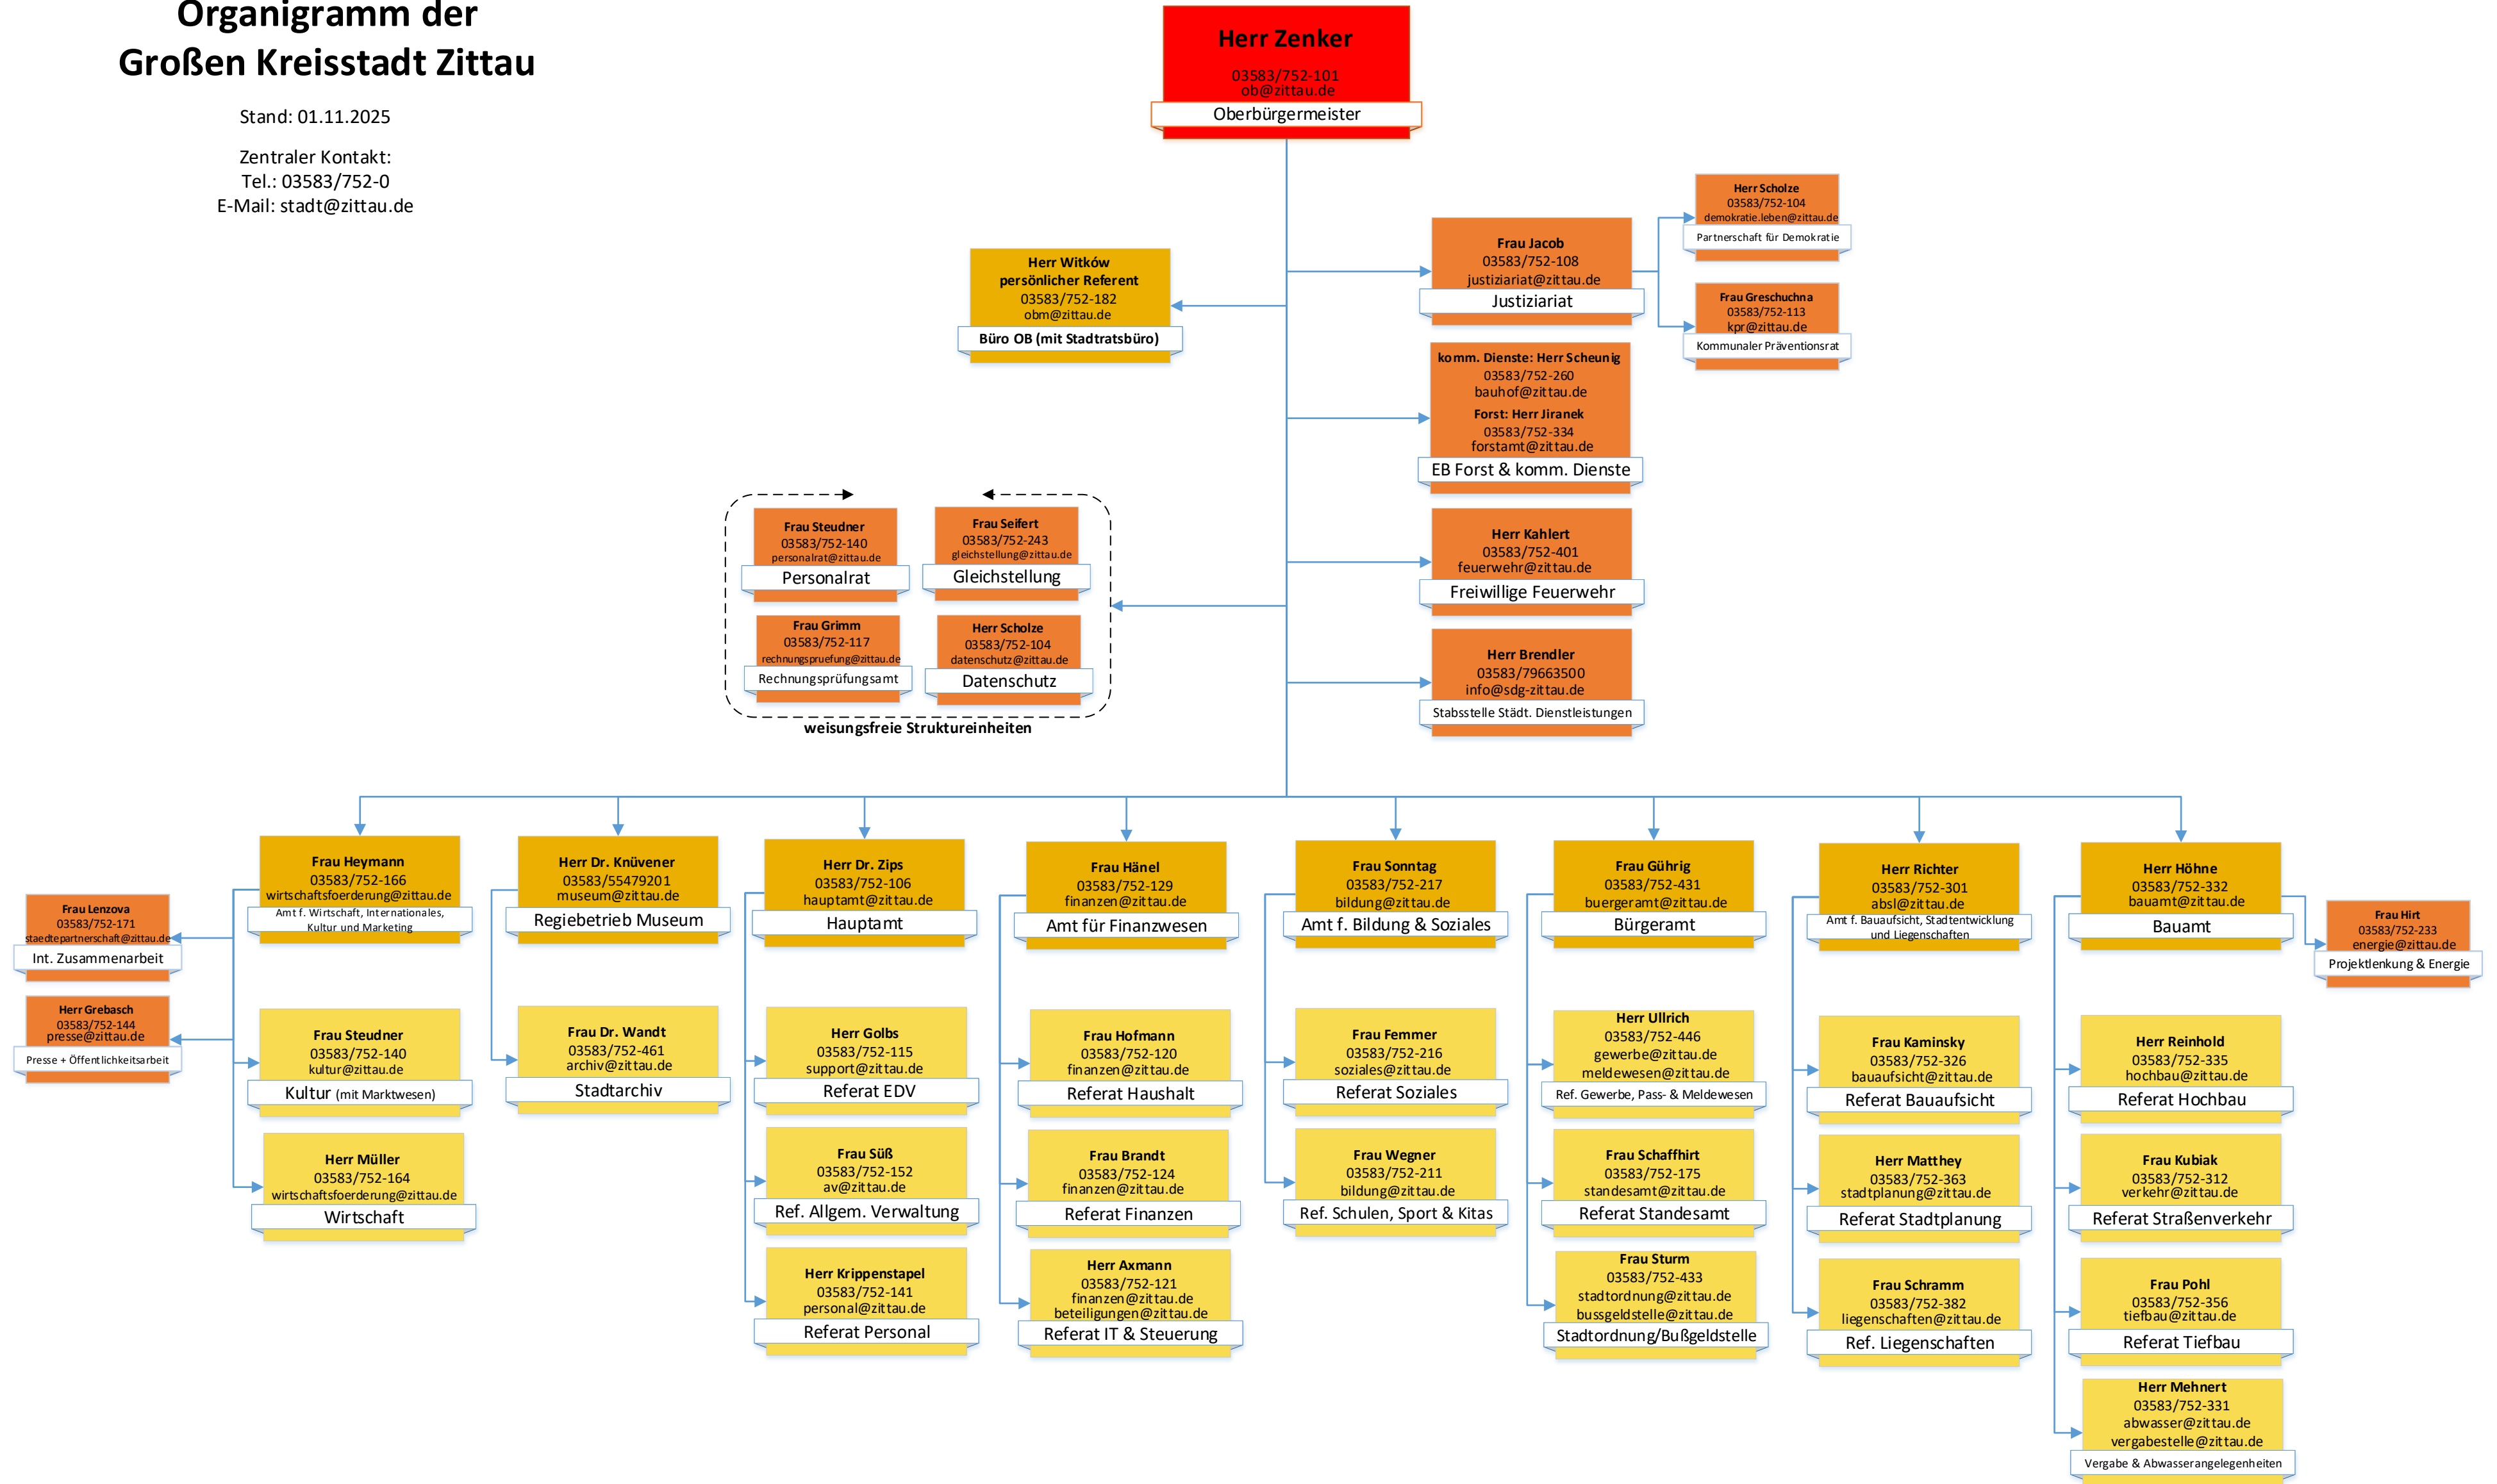 Organigramm der
Großen Kreisstadt Zittau
Stand: 01.11.2025
Zentraler Kontakt:
Tel.: 03583/752-0
E-Mail: stadt@zittau.de
Herr Zenker
03583/752-101
ob@zittau.de
Oberbürgermeister
Herr Witków
persönlicher Referent
03583/752-182
obm@zittau.de
Büro OB (mit Stadtratsbüro)
Frau Jacob
03583/752-108
justiziariat@zittau.de
Justiziariat
Herr Scholze
03583/752-104
demokratie.leben@zittau.de
Partnerschaft für Demokratie
Frau Greschuchna
03583/752-113
kpr@zittau.de
Kommunaler Präventionsrat
komm. Dienste: Herr Scheunig
03583/752-260
bauhof@zittau.de
Forst: Herr Jiranek
03583/752-334
forstamt@zittau.de
EB Forst & komm. Dienste
Herr Kahlert
03583/752-401
feuerwehr@zittau.de
Freiwillige Feuerwehr
Herr Brendler
03583/79663500
info@sdg-zittau.de
Stabsstelle Städt. Dienstleistungen
Frau Steudner
03583/752-140
personalrat@zittau.de
Personalrat
Frau Seifert
03583/752-243
gleichstellung@zittau.de
Gleichstellung
Frau Grimm
03583/752-117
rechnungspruefung@zittau.de
Rechnungsprüfungsamt
Herr Scholze
03583/752-104
datenschutz@zittau.de
Datenschutz
weisungsfreie Struktureinheiten
Frau Heymann
03583/752-166
wirtschaftsfoerderung@zittau.de
Amt f. Wirtschaft, Internationales,
Kultur und Marketing
Frau Lenzova
03583/752-171
staedtepartnerschaft@zittau.de
Int. Zusammenarbeit
Herr Grebasch
03583/752-144
presse@zittau.de
Presse + Öffentlichkeitsarbeit
Frau Steudner
03583/752-140
kultur@zittau.de
Kultur (mit Marktwesen)
Herr Müller
03583/752-164
wirtschaftsfoerderung@zittau.de
Wirtschaft
Herr Dr. Knüvener
03583/55479201
museum@zittau.de
Regiebetrieb Museum
Frau Dr. Wandt
03583/752-461
archiv@zittau.de
Stadtarchiv
Herr Dr. Zips
03583/752-106
hauptamt@zittau.de
Hauptamt
Herr Golbs
03583/752-115
support@zittau.de
Referat EDV
Frau Süß
03583/752-152
av@zittau.de
Ref. Allgem. Verwaltung
Herr Krippenstapel
03583/752-141
personal@zittau.de
Referat Personal
Frau Hänel
03583/752-129
finanzen@zittau.de
Amt für Finanzwesen
Frau Hofmann
03583/752-120
finanzen@zittau.de
Referat Haushalt
Frau Brandt
03583/752-124
finanzen@zittau.de
Referat Finanzen
Herr Axmann
03583/752-121
finanzen@zittau.de
beteiligungen@zittau.de
Referat IT & Steuerung
Frau Sonntag
03583/752-217
bildung@zittau.de
Amt f. Bildung & Soziales
Frau Femmer
03583/752-216
soziales@zittau.de
Referat Soziales
Frau Wegner
03583/752-211
bildung@zittau.de
Ref. Schulen, Sport & Kitas
Frau Gührig
03583/752-431
buergeramt@zittau.de
Bürgeramt
Herr Ullrich
03583/752-446
gewerbe@zittau.de
meldewesen@zittau.de
Ref. Gewerbe, Pass- & Meldewesen
Frau Schaffhirt
03583/752-175
standesamt@zittau.de
Referat Standesamt
Frau Sturm
03583/752-433
stadtordnung@zittau.de
bussgeldstelle@zittau.de
Stadtordnung/Bußgeldstelle
Herr Richter
03583/752-301
absl@zittau.de
Amt f. Bauaufsicht, Stadtentwicklung
und Liegenschaften
Frau Kaminsky
03583/752-326
bauaufsicht@zittau.de
Referat Bauaufsicht
Herr Matthey
03583/752-363
stadtplanung@zittau.de
Referat Stadtplanung
Frau Schramm
03583/752-382
liegenschaften@zittau.de
Ref. Liegenschaften
Herr Höhne
03583/752-332
bauamt@zittau.de
Bauamt
Frau Hirt
03583/752-233
energie@zittau.de
Projektlenkung & Energie
Herr Reinhold
03583/752-335
hochbau@zittau.de
Referat Hochbau
Frau Kubiak
03583/752-312
verkehr@zittau.de
Referat Straßenverkehr
Frau Pohl
03583/752-356
tiefbau@zittau.de
Referat Tiefbau
Herr Mehnert
03583/752-331
abwasser@zittau.de
vergabestelle@zittau.de
Vergabe & Abwasserangelegenheiten